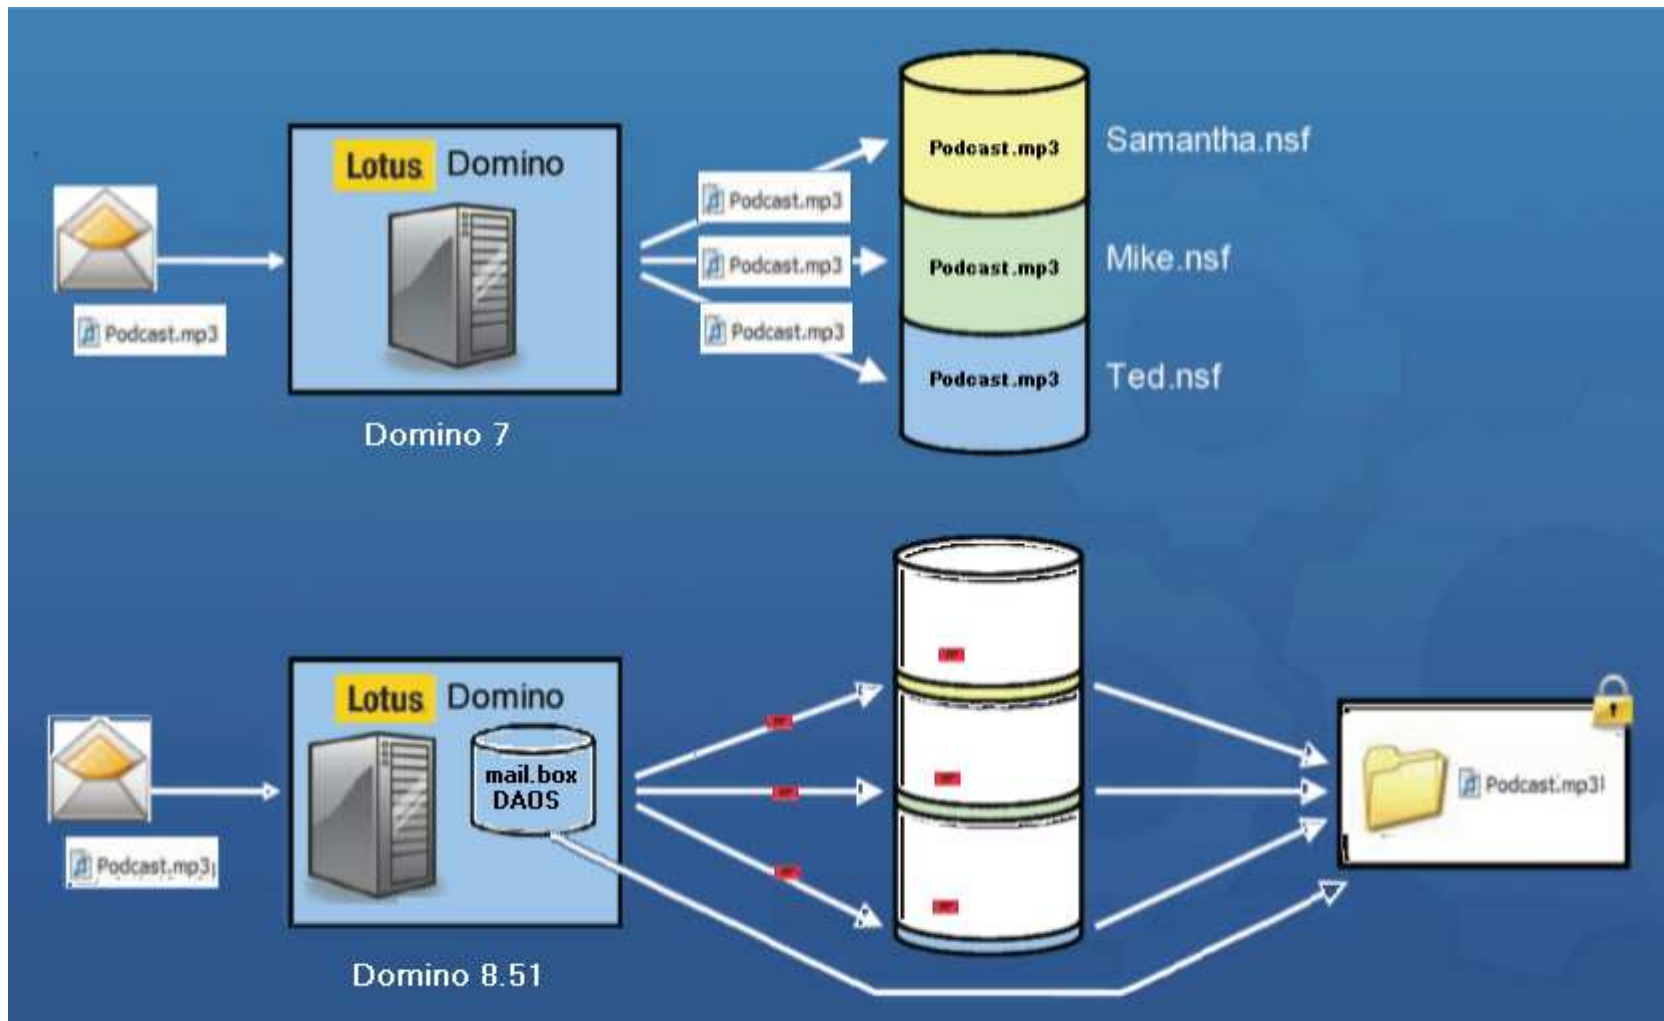 Lotus Domino
Podcast.mp3
Podcast.mp3
Podcast.mp3
Podcast.mp3
Podcast.mp3
Podcast.mp3
Podcast.mp3
Samantha.nsf
Mike.nsf
Ted.nsf
Domino 7
Lotus Domino
mail.box
DAOS
Podcast.mp3
Podcast.mp3
Domino 8.51